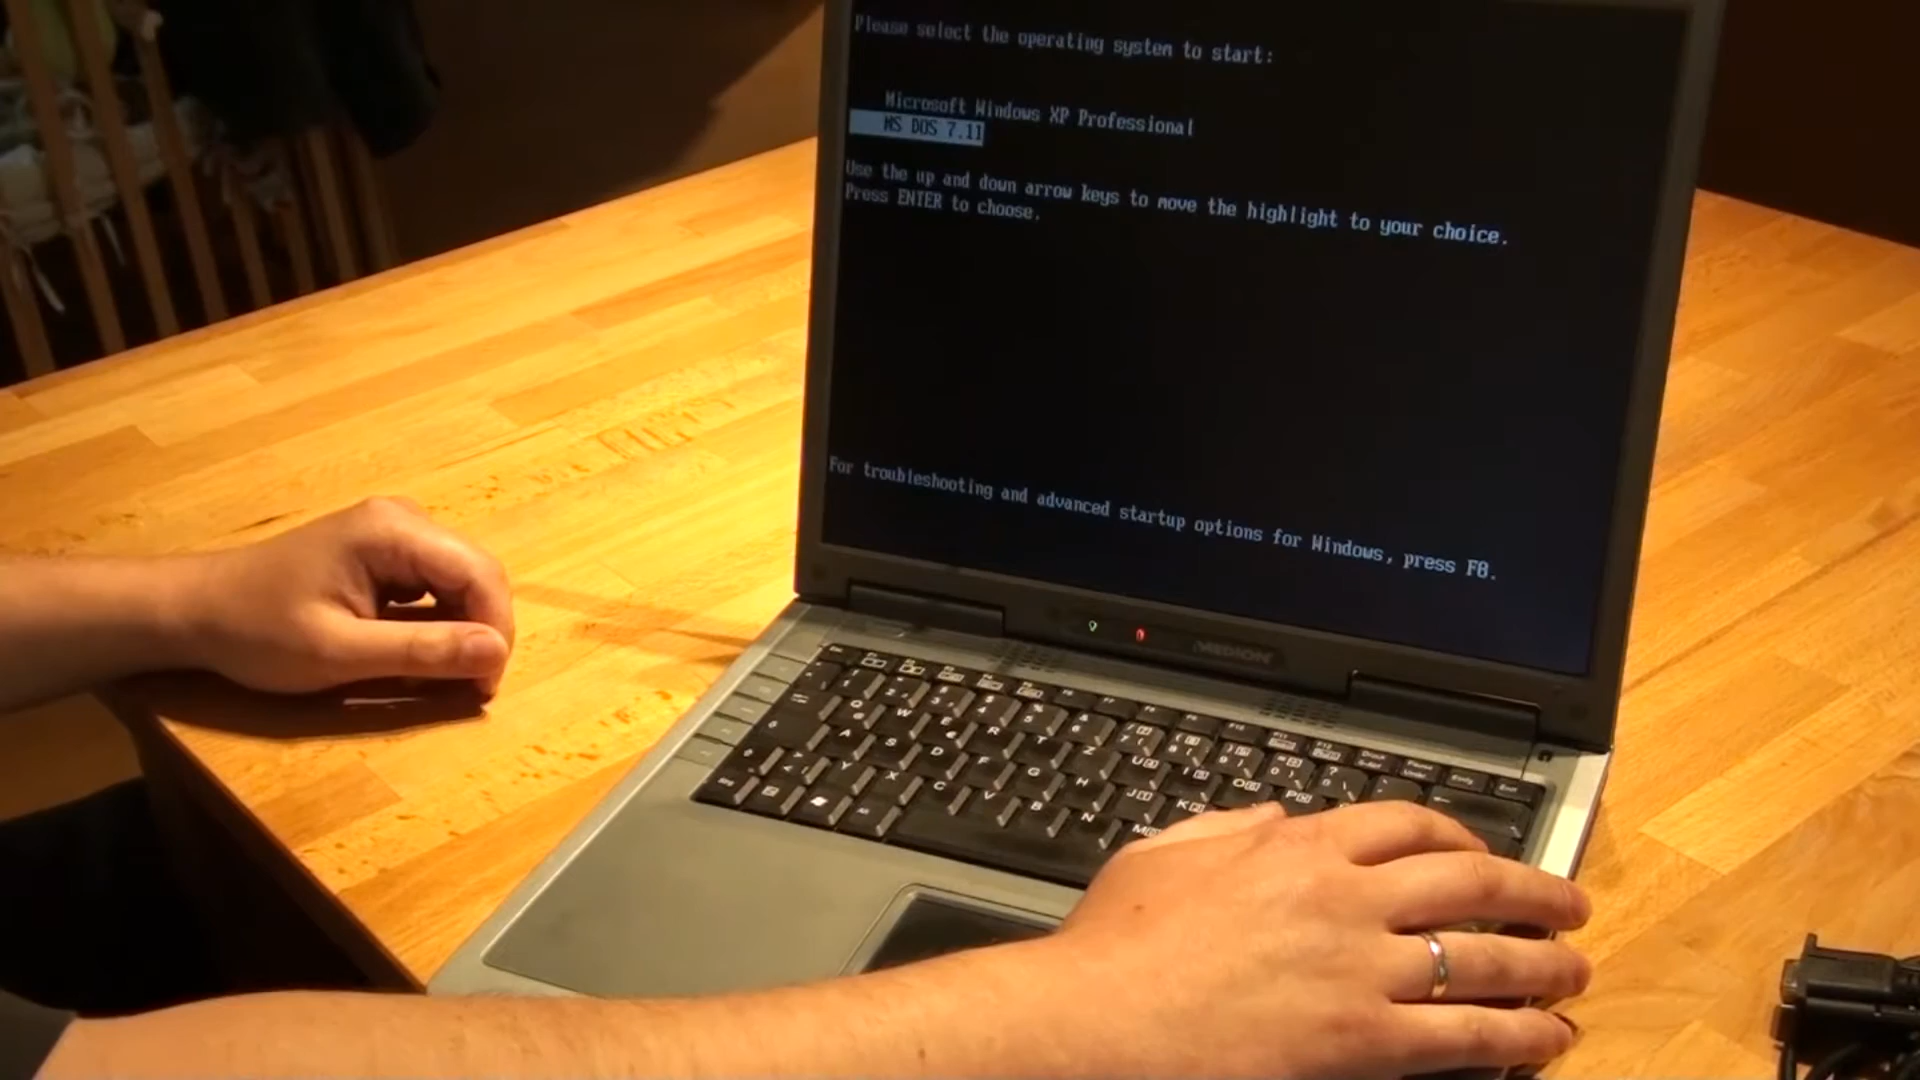 Please select the operating system to start:
Microsoft Windows XP Professional
MS DOS 7.11
Use the up and down arrow keys to move the highlight to your choice.
Press ENTER to choose.
For troubleshooting and advanced startup options for Windows, press F8.
MEDION